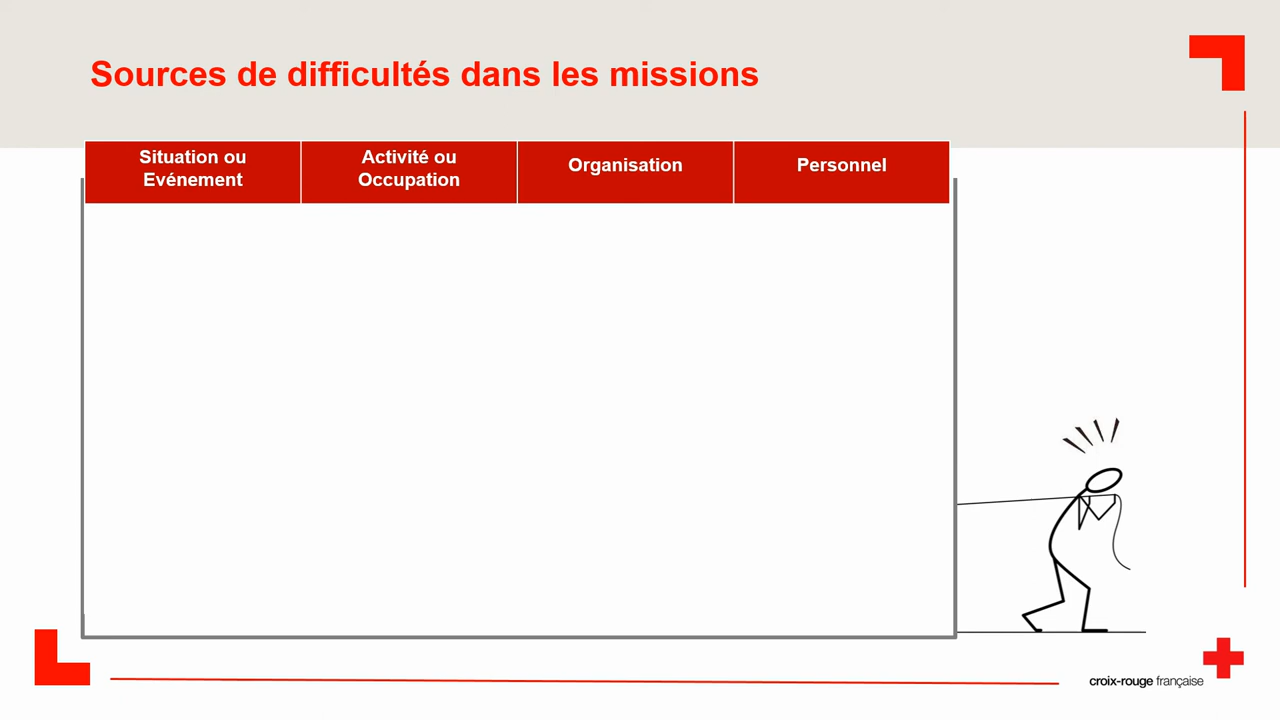 Sources de difficultés dans les missions
Situation ou
Evénement
Activité ou
Occupation
Organisation
Personnel
croix-rouge française